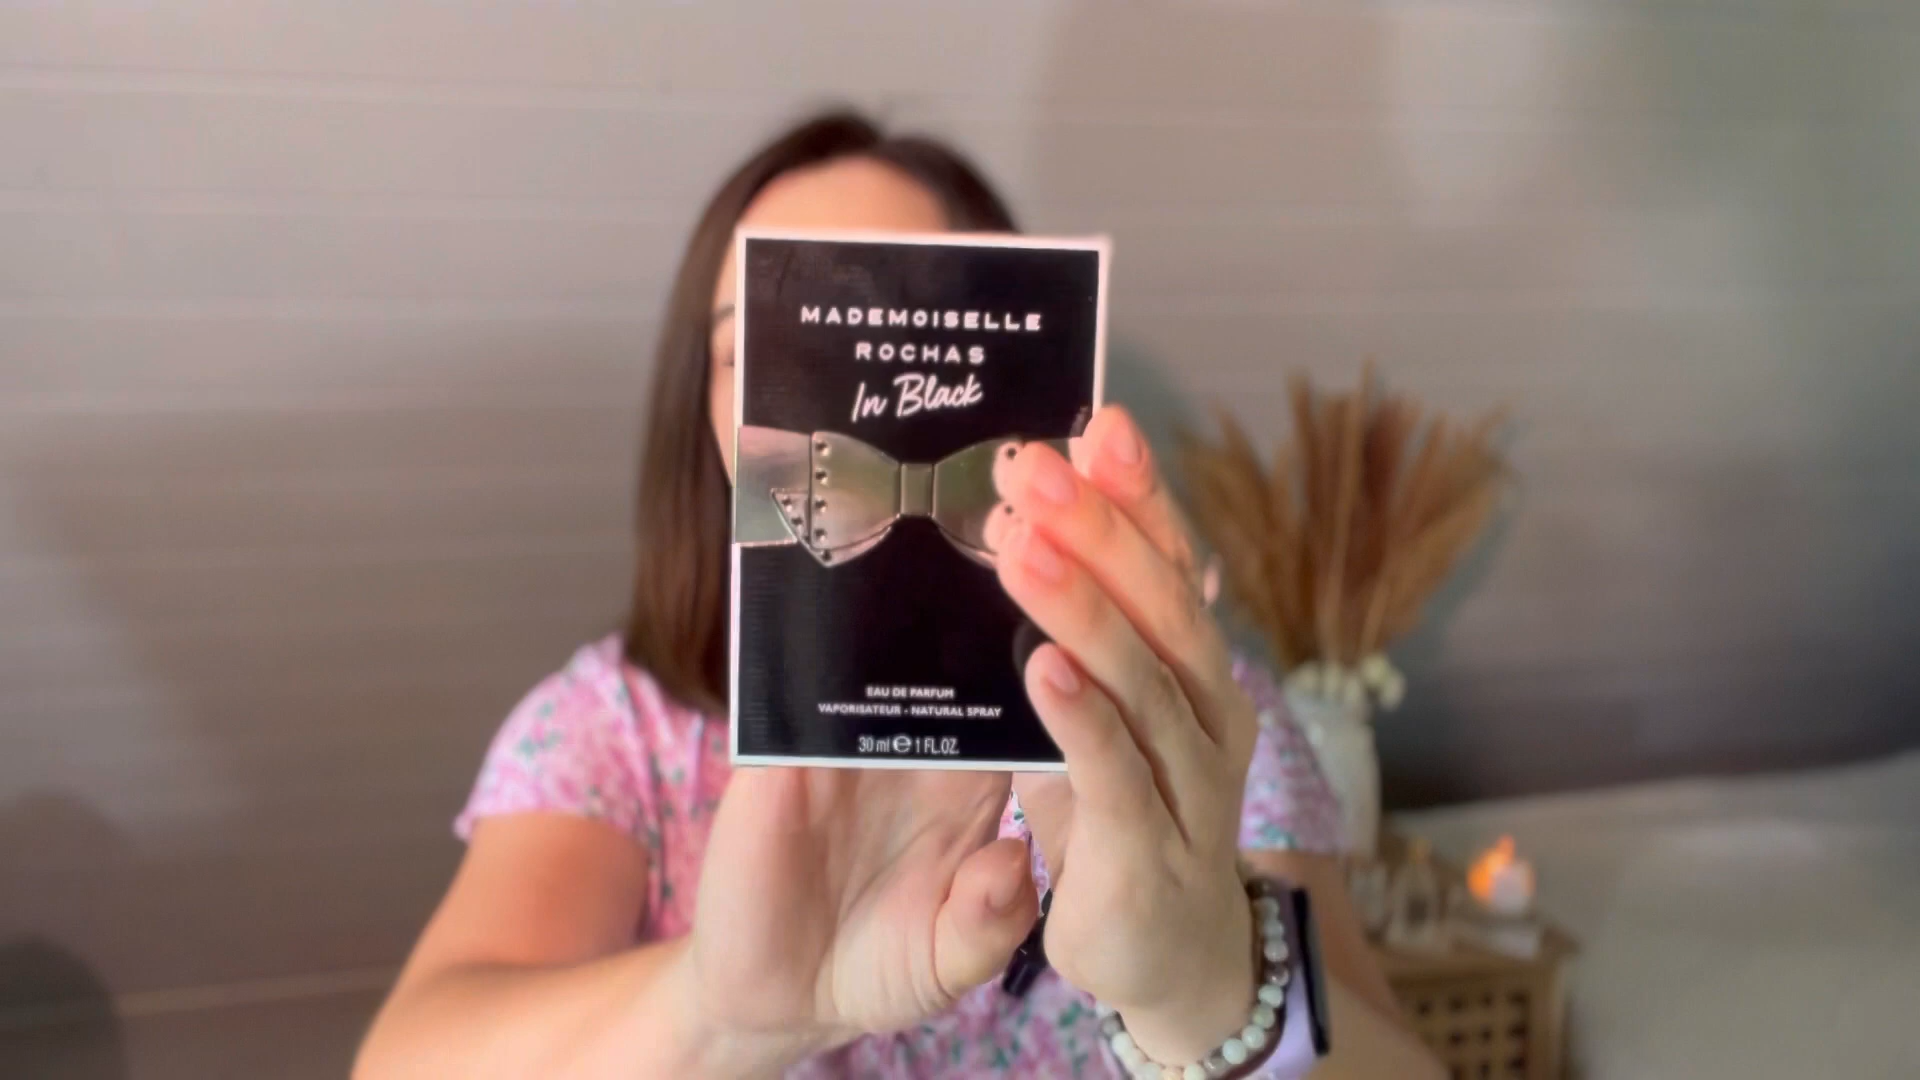 MADEMOISELLE
ROCHAS
In Black
EAU DE PARFUM
VAPORISATEUR - NATURAL SPRAY
30 ml ℮ 1 FL.OZ.